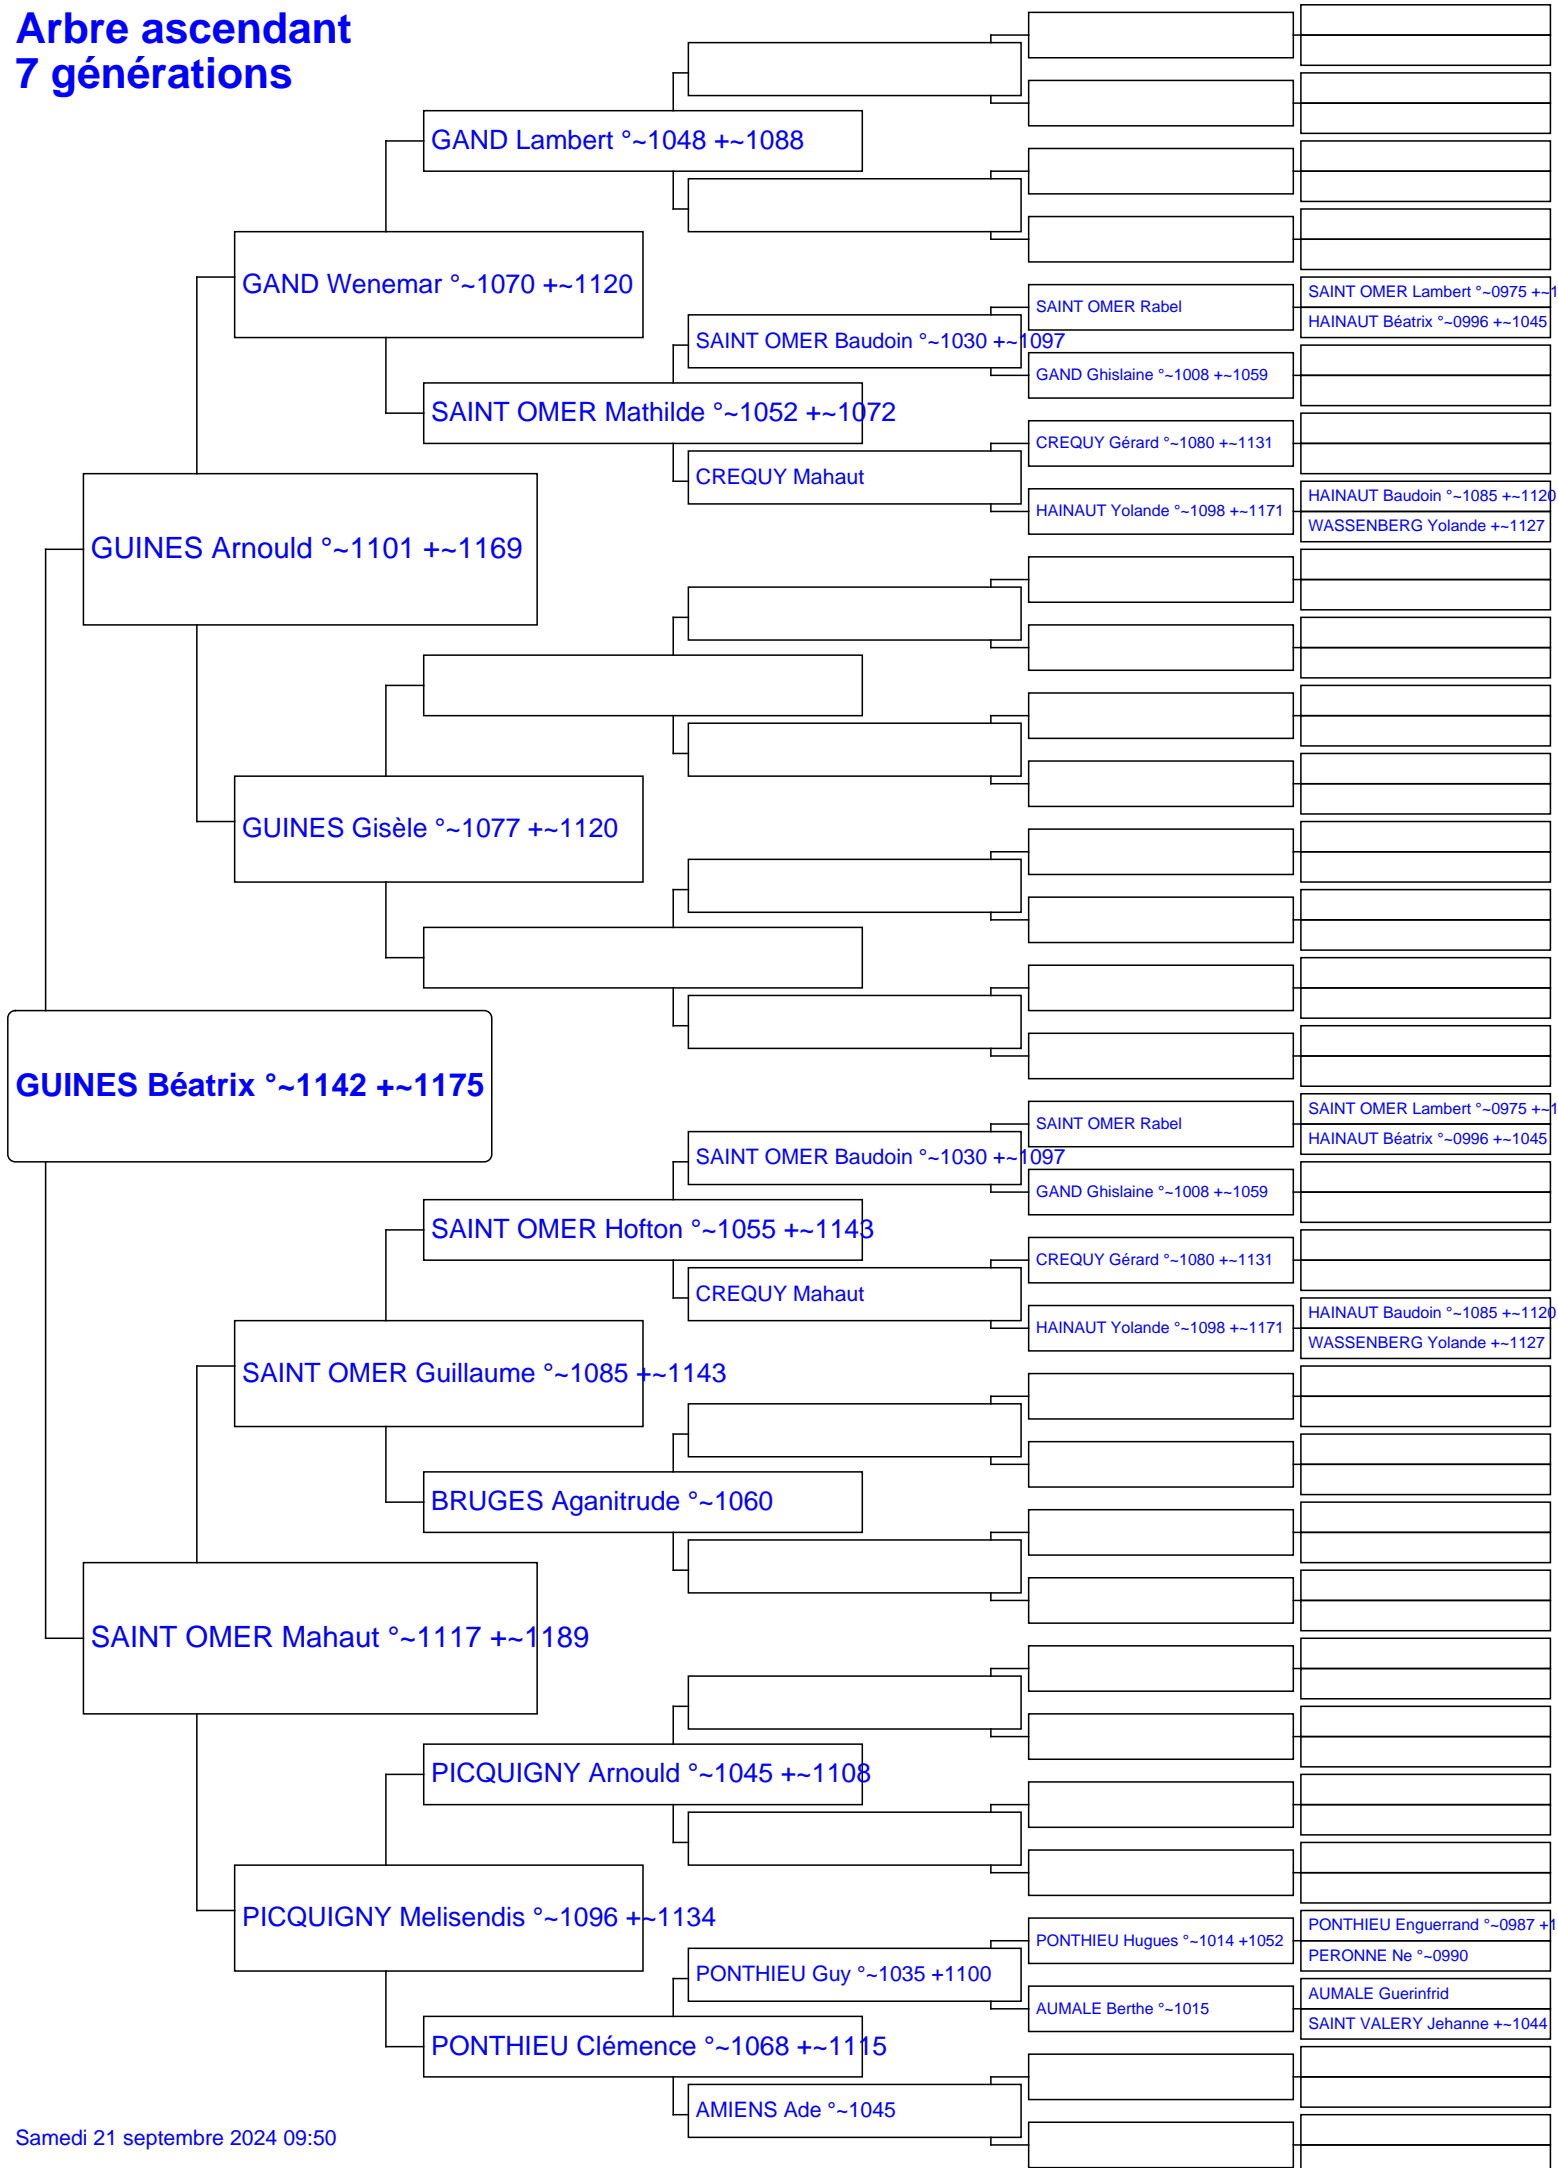 Arbre ascendant
7 générations
GAND Lambert °~1048 +~1088
GAND Wenemar °~1070 +~1120
SAINT OMER Lambert °~0975 +~1
SAINT OMER Rabel
HAINAUT Béatrix °~0996 +~1045
SAINT OMER Baudoin °~1030 +~1097
GAND Ghislaine °~1008 +~1059
SAINT OMER Mathilde °~1052 +~1072
CREQUY Gérard °~1080 +~1131
CREQUY Mahaut
HAINAUT Baudoin °~1085 +~1120
HAINAUT Yolande °~1098 +~1171
WASSENBERG Yolande +~1127
GUINES Arnould °~1101 +~1169
GUINES Gisèle °~1077 +~1120
GUINES Béatrix °~1142 +~1175
SAINT OMER Lambert °~0975 +~1
SAINT OMER Rabel
HAINAUT Béatrix °~0996 +~1045
SAINT OMER Baudoin °~1030 +~1097
GAND Ghislaine °~1008 +~1059
SAINT OMER Hofton °~1055 +~1143
CREQUY Gérard °~1080 +~1131
CREQUY Mahaut
HAINAUT Baudoin °~1085 +~1120
HAINAUT Yolande °~1098 +~1171
WASSENBERG Yolande +~1127
SAINT OMER Guillaume °~1085 +~1143
BRUGES Aganitrude °~1060
SAINT OMER Mahaut °~1117 +~1189
PICQUIGNY Arnould °~1045 +~1108
PICQUIGNY Melisendis °~1096 +~1134
PONTHIEU Enguerrand °~0987 +1
PONTHIEU Hugues °~1014 +1052
PERONNE Ne °~0990
PONTHIEU Guy °~1035 +1100
AUMALE Guerinfrid
AUMALE Berthe °~1015
SAINT VALERY Jehanne +~1044
PONTHIEU Clémence °~1068 +~1115
AMIENS Ade °~1045
Samedi 21 septembre 2024 09:50